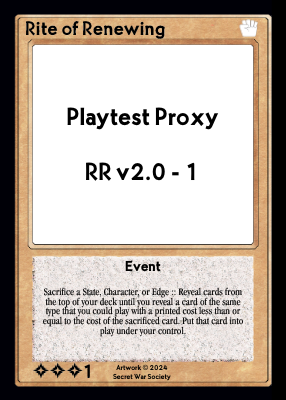 Rite of Renewing
Playtest Proxy
RR v2.0 - 1
Event
Sacrifice a State, Character, or Edge :: Reveal cards from
the top of your deck until you reveal a card of the same
type that you could play with a printed cost less than or
equal to the cost of the sacrificed card. Put that card into
play under your control.
1
Artwork © 2024
Secret War Society